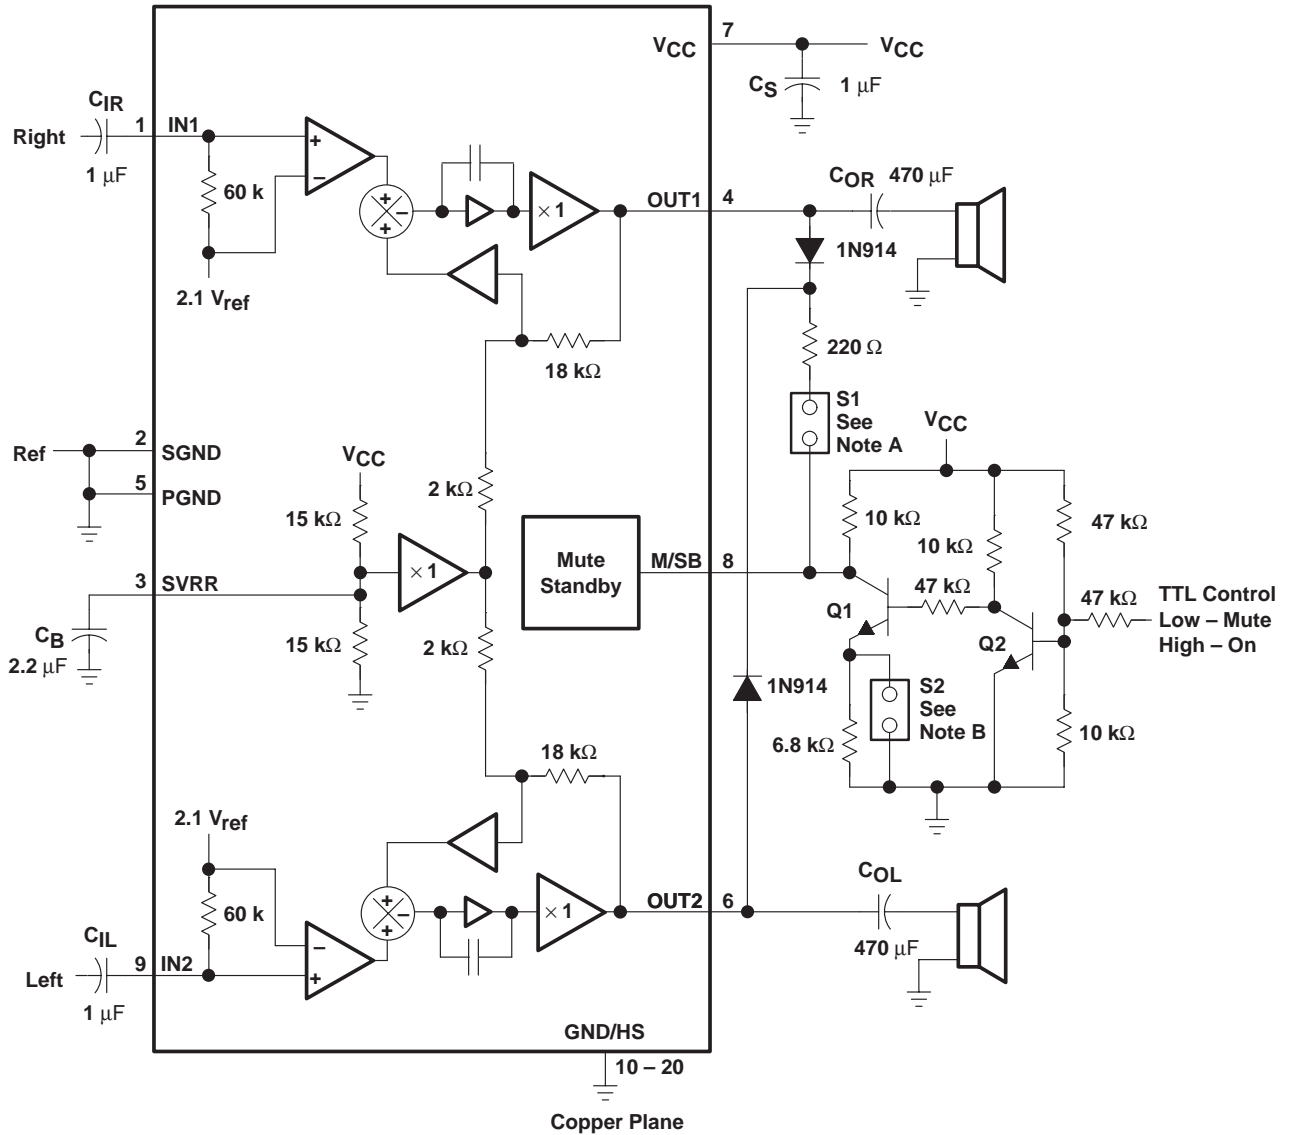 VCC
7
VCC
CS
1 μF
CIR
Right
1
IN1
1 μF
60 k
+
−
+
−
+
× 1
OUT1
4
COR
470 μF
1N914
2.1 Vref
18 kΩ
220 Ω
S1
See
Note A
Ref
2
SGND
5
PGND
VCC
15 kΩ
2 kΩ
× 1
3
SVRR
CB
2.2 μF
15 kΩ
2 kΩ
Mute
Standby
M/SB
8
VCC
10 kΩ
10 kΩ
47 kΩ
47 kΩ
47 kΩ
TTL Control
Low – Mute
High – On
Q1
Q2
1N914
S2
See
Note B
6.8 kΩ
10 kΩ
18 kΩ
2.1 Vref
60 k
+
−
+
× 1
OUT2
6
COL
470 μF
CIL
Left
9
IN2
1 μF
−
+
GND/HS
10 – 20
Copper Plane